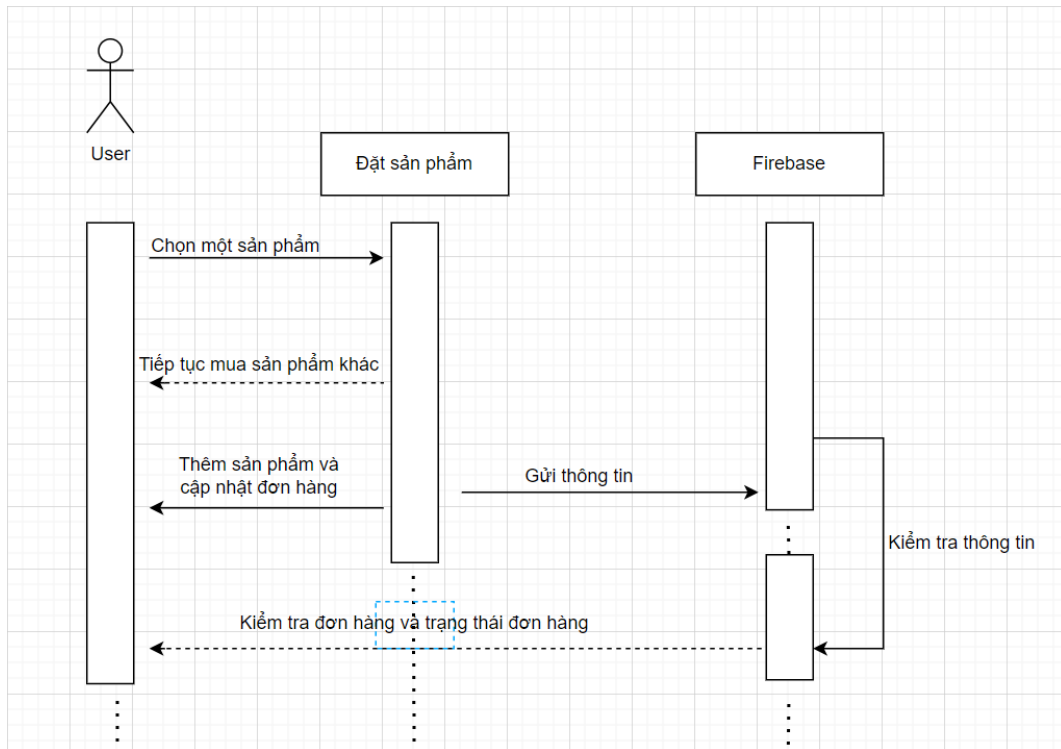 User
Đặt sản phẩm
Firebase
Chọn một sản phẩm
Tiếp tục mua sản phẩm khác
Thêm sản phẩm và
cập nhật đơn hàng
Gửi thông tin
Kiểm tra thông tin
Kiểm tra đơn hàng và trạng thái đơn hàng